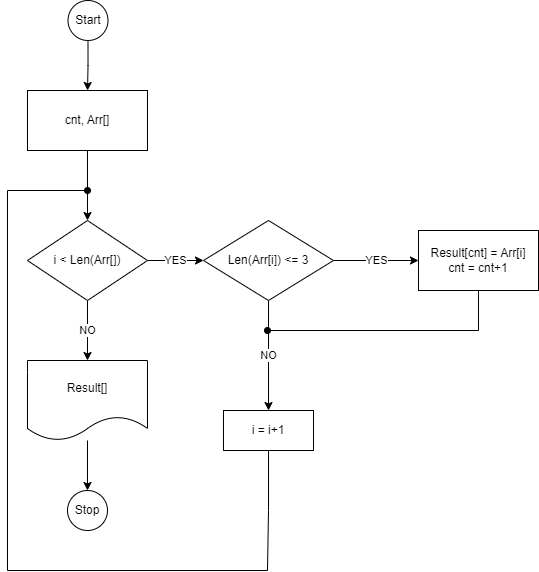 Start
cnt, Arr[]
i < Len(Arr[])
YES
Len(Arr[i]) <= 3
YES
Result[cnt] = Arr[i]
cnt = cnt+1
NO
Result[]
NO
i = i+1
Stop